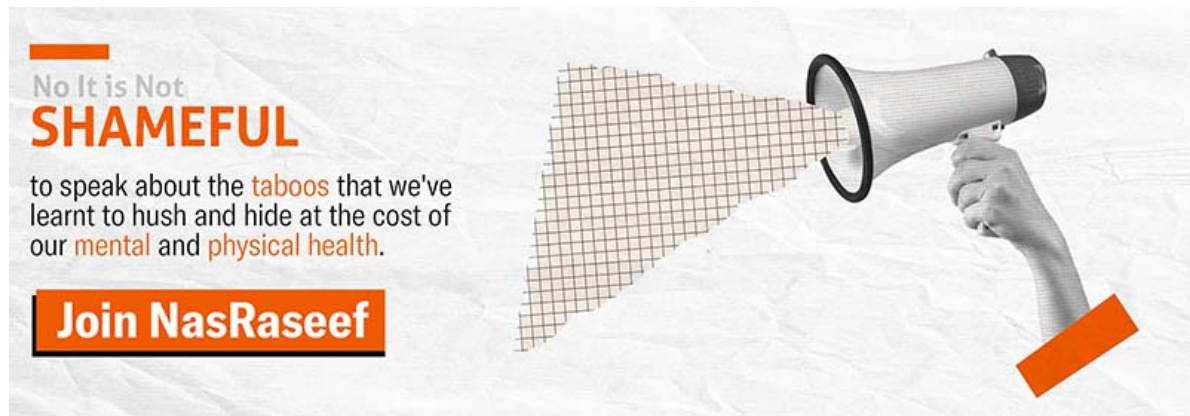 No It is Not
SHAMEFUL
to speak about the taboos that we've
learnt to hush and hide at the cost of
our mental and physical health.
Join NasRaseef